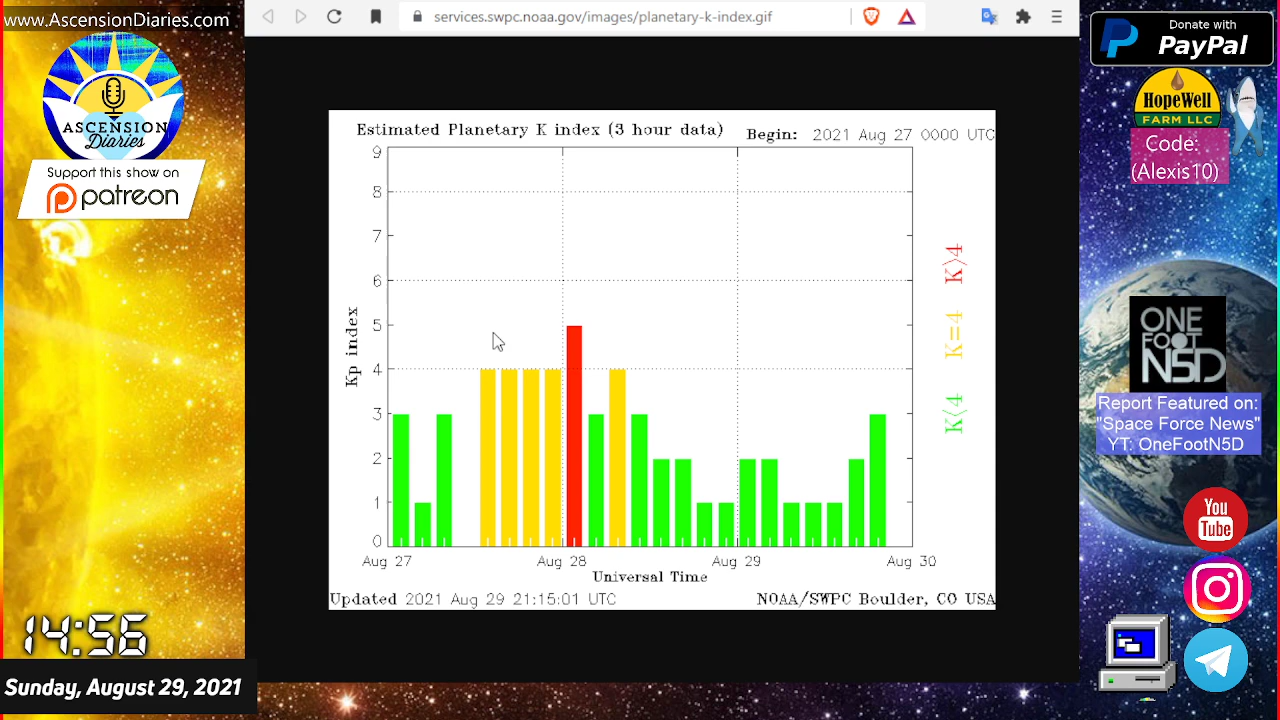 www.AscensionDiaries.com
ASCENSION
Diaries
Support this show on
patreon
14:56
Sunday, August 29, 2021
services.swpc.noaa.gov/images/planetary-k-index.gif
Estimated Planetary K index (3 hour data)
Begin: 2021 Aug 27 0000 UTC
9
8
7
6
5
4
3
2
1
0
Kp index
K>4
K=4
K<4
Aug 27
Aug 28
Aug 29
Aug 30
Universal Time
Updated 2021 Aug 29 21:15:01 UTC
NOAA/SWPC Boulder, CO USA
Donate with
PayPal
HopeWell
FARM LLC
Code:
(Alexis10)
ONE
FOOT
N5D
Report Featured on:
"Space Force News"
YT: OneFootN5D
You
Tube